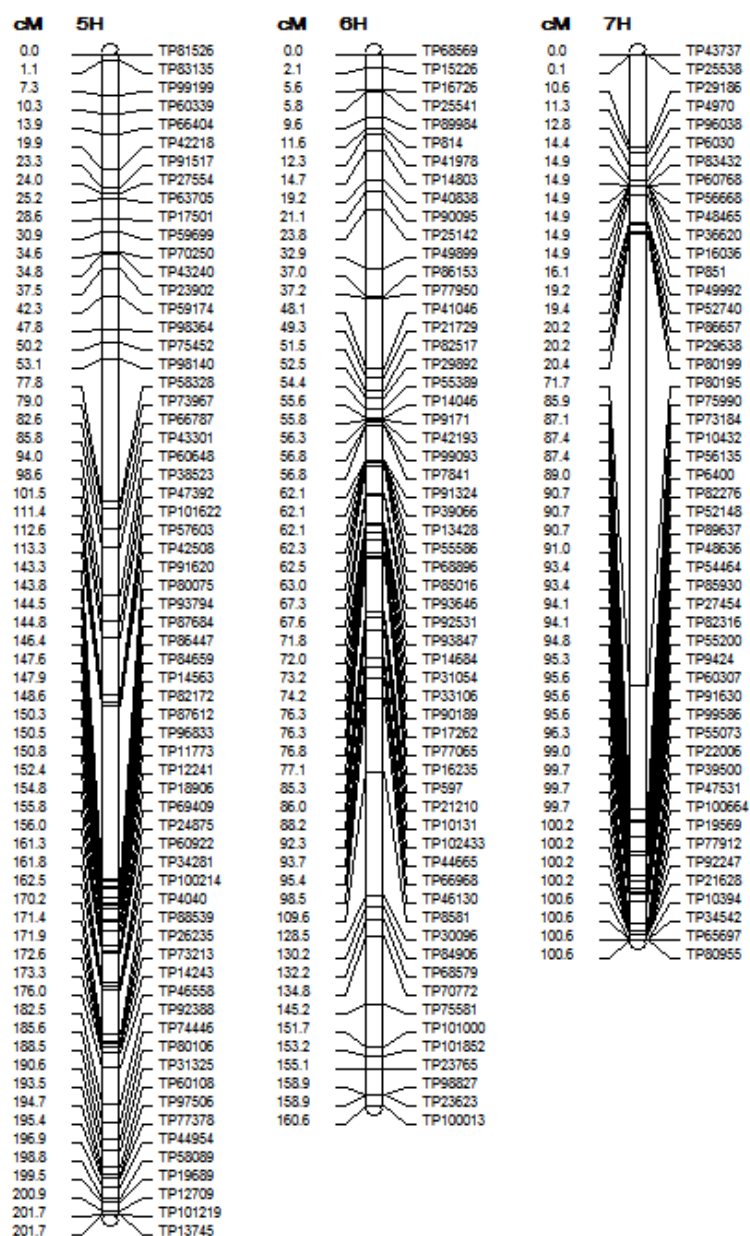 cM 5H
0.0 TP81526
1.1 TP83135
7.3 TP99199
10.3 TP60339
13.9 TP66404
19.9 TP42218
23.3 TP91517
24.0 TP27554
25.2 TP63705
28.6 TP17501
30.9 TP59699
34.6 TP70250
34.8 TP43240
37.5 TP23902
42.3 TP59174
47.8 TP98364
50.2 TP75452
53.1 TP98140
77.8 TP58328
79.0 TP73967
82.6 TP66787
85.8 TP43301
94.0 TP60648
98.6 TP38523
101.5 TP47392
111.4 TP101622
112.6 TP57603
113.3 TP42508
143.3 TP91620
143.8 TP80075
144.5 TP93794
144.8 TP87684
146.4 TP86447
147.6 TP84659
147.9 TP14563
148.6 TP82172
150.3 TP87612
150.5 TP96833
150.8 TP11773
152.4 TP12241
154.8 TP18906
155.8 TP69409
156.0 TP24875
161.3 TP60922
161.8 TP34281
162.5 TP100214
170.2 TP4040
171.4 TP88539
171.9 TP26235
172.6 TP73213
173.3 TP14243
176.0 TP46558
182.5 TP92388
185.6 TP74446
188.5 TP80106
190.6 TP31325
193.5 TP60108
194.7 TP97506
195.4 TP77378
196.9 TP44954
198.8 TP58089
199.5 TP19689
200.9 TP12709
201.7 TP101219
201.7 TP13745
cM 6H
0.0 TP68569
2.1 TP15226
5.6 TP16726
5.8 TP25541
9.6 TP89984
11.6 TP814
12.3 TP41978
14.7 TP14803
19.2 TP40838
21.1 TP90095
23.8 TP25142
32.9 TP49899
37.0 TP86153
37.2 TP77950
48.1 TP41046
49.3 TP21729
51.5 TP82517
52.5 TP29892
54.4 TP55389
55.6 TP14046
55.8 TP9171
56.3 TP42193
56.8 TP99093
56.8 TP7841
62.1 TP91324
62.1 TP39066
62.1 TP13428
62.3 TP55586
62.5 TP68896
63.0 TP85016
67.3 TP93646
67.6 TP92531
71.8 TP93847
72.0 TP14684
73.2 TP31054
74.2 TP33106
76.3 TP90189
76.3 TP17262
76.8 TP77065
77.1 TP16235
85.3 TP597
86.0 TP21210
88.2 TP10131
92.3 TP102433
93.7 TP44665
95.4 TP66968
98.5 TP46130
109.6 TP8581
128.5 TP30096
130.2 TP84906
132.2 TP68579
134.8 TP70772
145.2 TP75581
151.7 TP101000
153.2 TP101852
155.1 TP23765
158.9 TP98827
158.9 TP23623
160.6 TP100013
cM 7H
0.0 TP43737
0.1 TP25538
10.6 TP29186
11.3 TP4970
12.8 TP96038
14.4 TP6030
14.9 TP83432
14.9 TP60768
14.9 TP56668
14.9 TP48465
14.9 TP36620
14.9 TP16036
16.1 TP851
19.2 TP49992
19.4 TP52740
20.2 TP86657
20.2 TP29638
20.4 TP80199
71.7 TP80195
85.9 TP75990
87.1 TP73184
87.4 TP10432
87.4 TP56135
89.0 TP6400
90.7 TP82276
90.7 TP52148
90.7 TP89637
91.0 TP48636
93.4 TP54464
93.4 TP85930
94.1 TP27454
94.1 TP82316
94.8 TP55200
95.3 TP9424
95.6 TP60307
95.6 TP91630
95.6 TP99586
96.3 TP55073
99.0 TP22006
99.7 TP39500
99.7 TP47531
99.7 TP100664
100.2 TP19569
100.2 TP77912
100.2 TP92247
100.2 TP21628
100.6 TP10394
100.6 TP34542
100.6 TP65697
100.6 TP80955